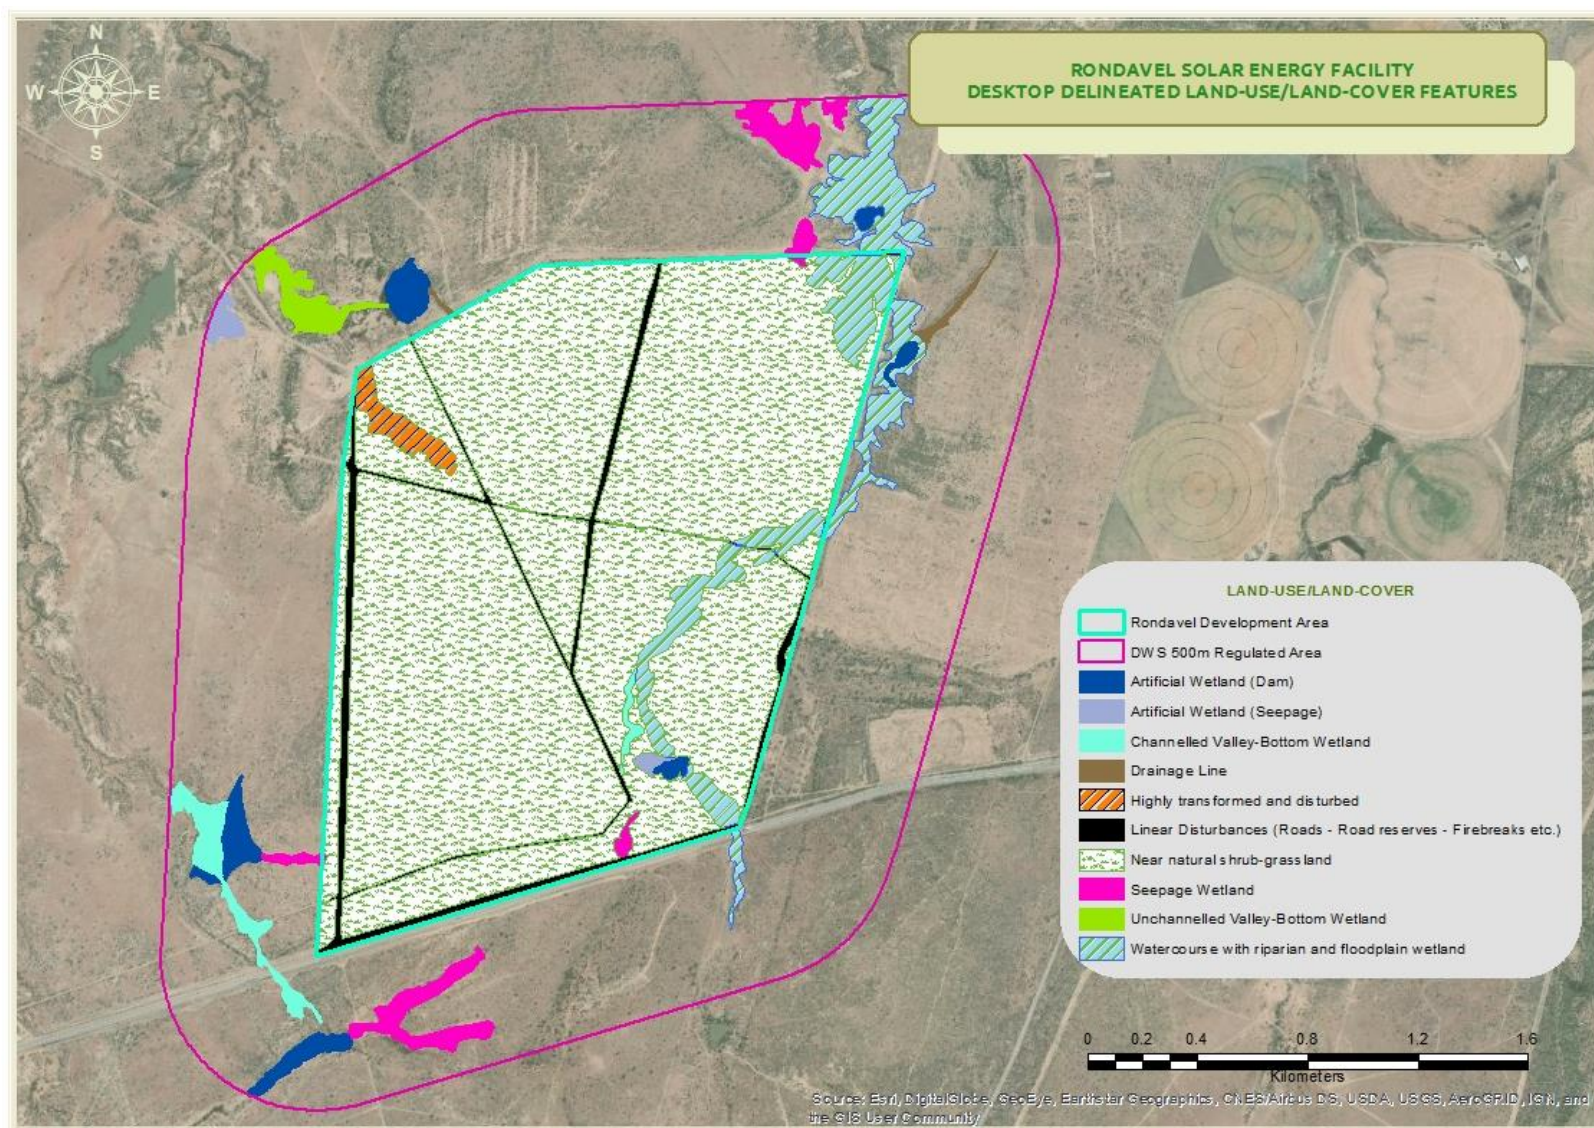 N
W E
S
RONDAVEL SOLAR ENERGY FACILITY
DESKTOP DELINEATED LAND-USE/LAND-COVER FEATURES
LAND-USE/LAND-COVER
Rondavel Development Area
DWS 500m Regulated Area
Artificial Wetland (Dam)
Artificial Wetland (Seepage)
Channelled Valley-Bottom Wetland
Drainage Line
Highly transformed and disturbed
Linear Disturbances (Roads - Road reserves - Firebreaks etc.)
Near natural shrub-grassland
Seepage Wetland
Unchannelled Valley-Bottom Wetland
Watercourse with riparian and floodplain wetland
0 0.2 0.4 0.8 1.2 1.6
Kilometers
Source: Esri, DigitalGlobe, GeoEye, Earthstar Geographics, CNES/Airbus DS, USDA, USGS, AeroGRID, IGN, and
the GIS User Community